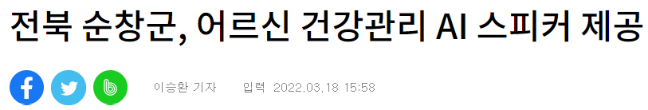 전북 순창군, 어르신 건강관리 AI 스피커 제공
이승환 기자 입력 2022.03.18 15:58